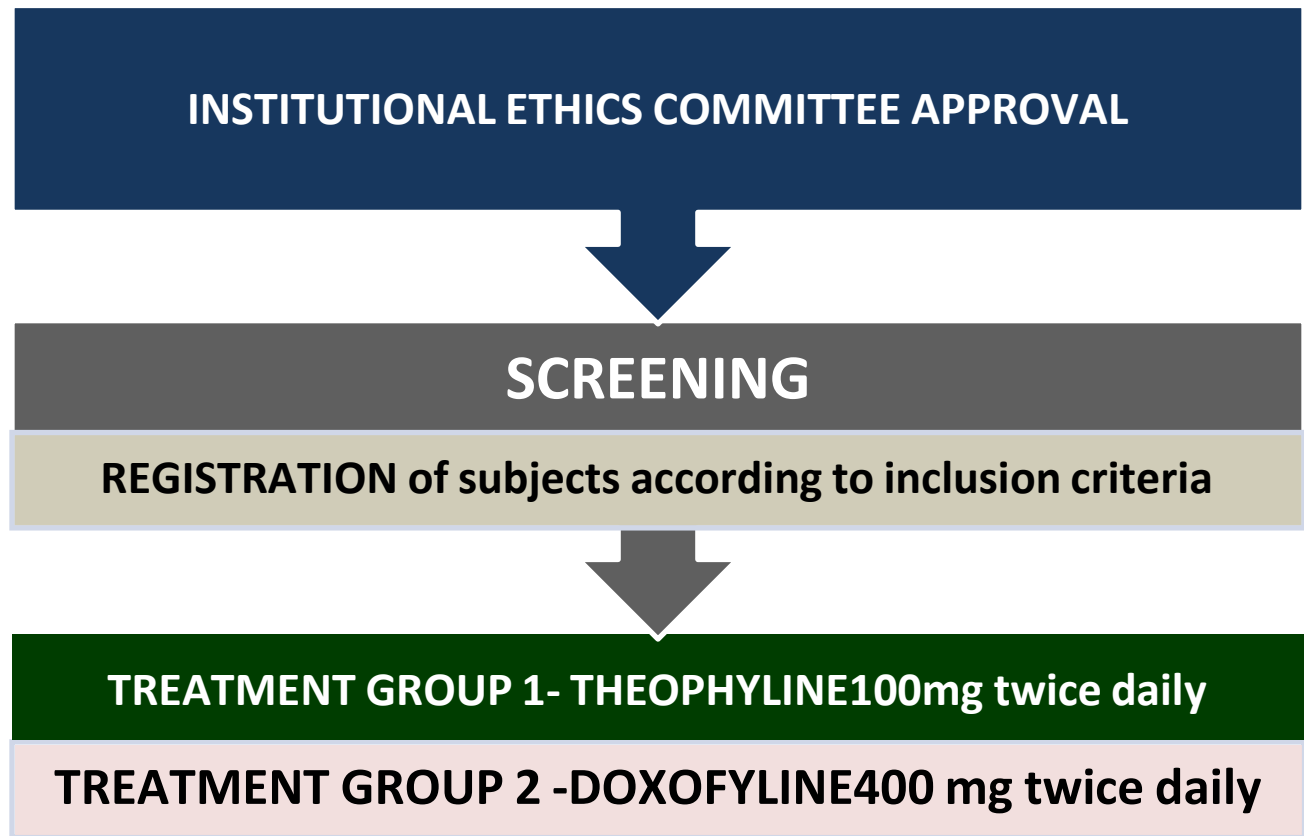 INSTITUTIONAL ETHICS COMMITTEE APPROVAL
SCREENING
REGISTRATION of subjects according to inclusion criteria
TREATMENT GROUP 1- THEOPHYLINE100mg twice daily
TREATMENT GROUP 2 -DOXOFYLINE400 mg twice daily